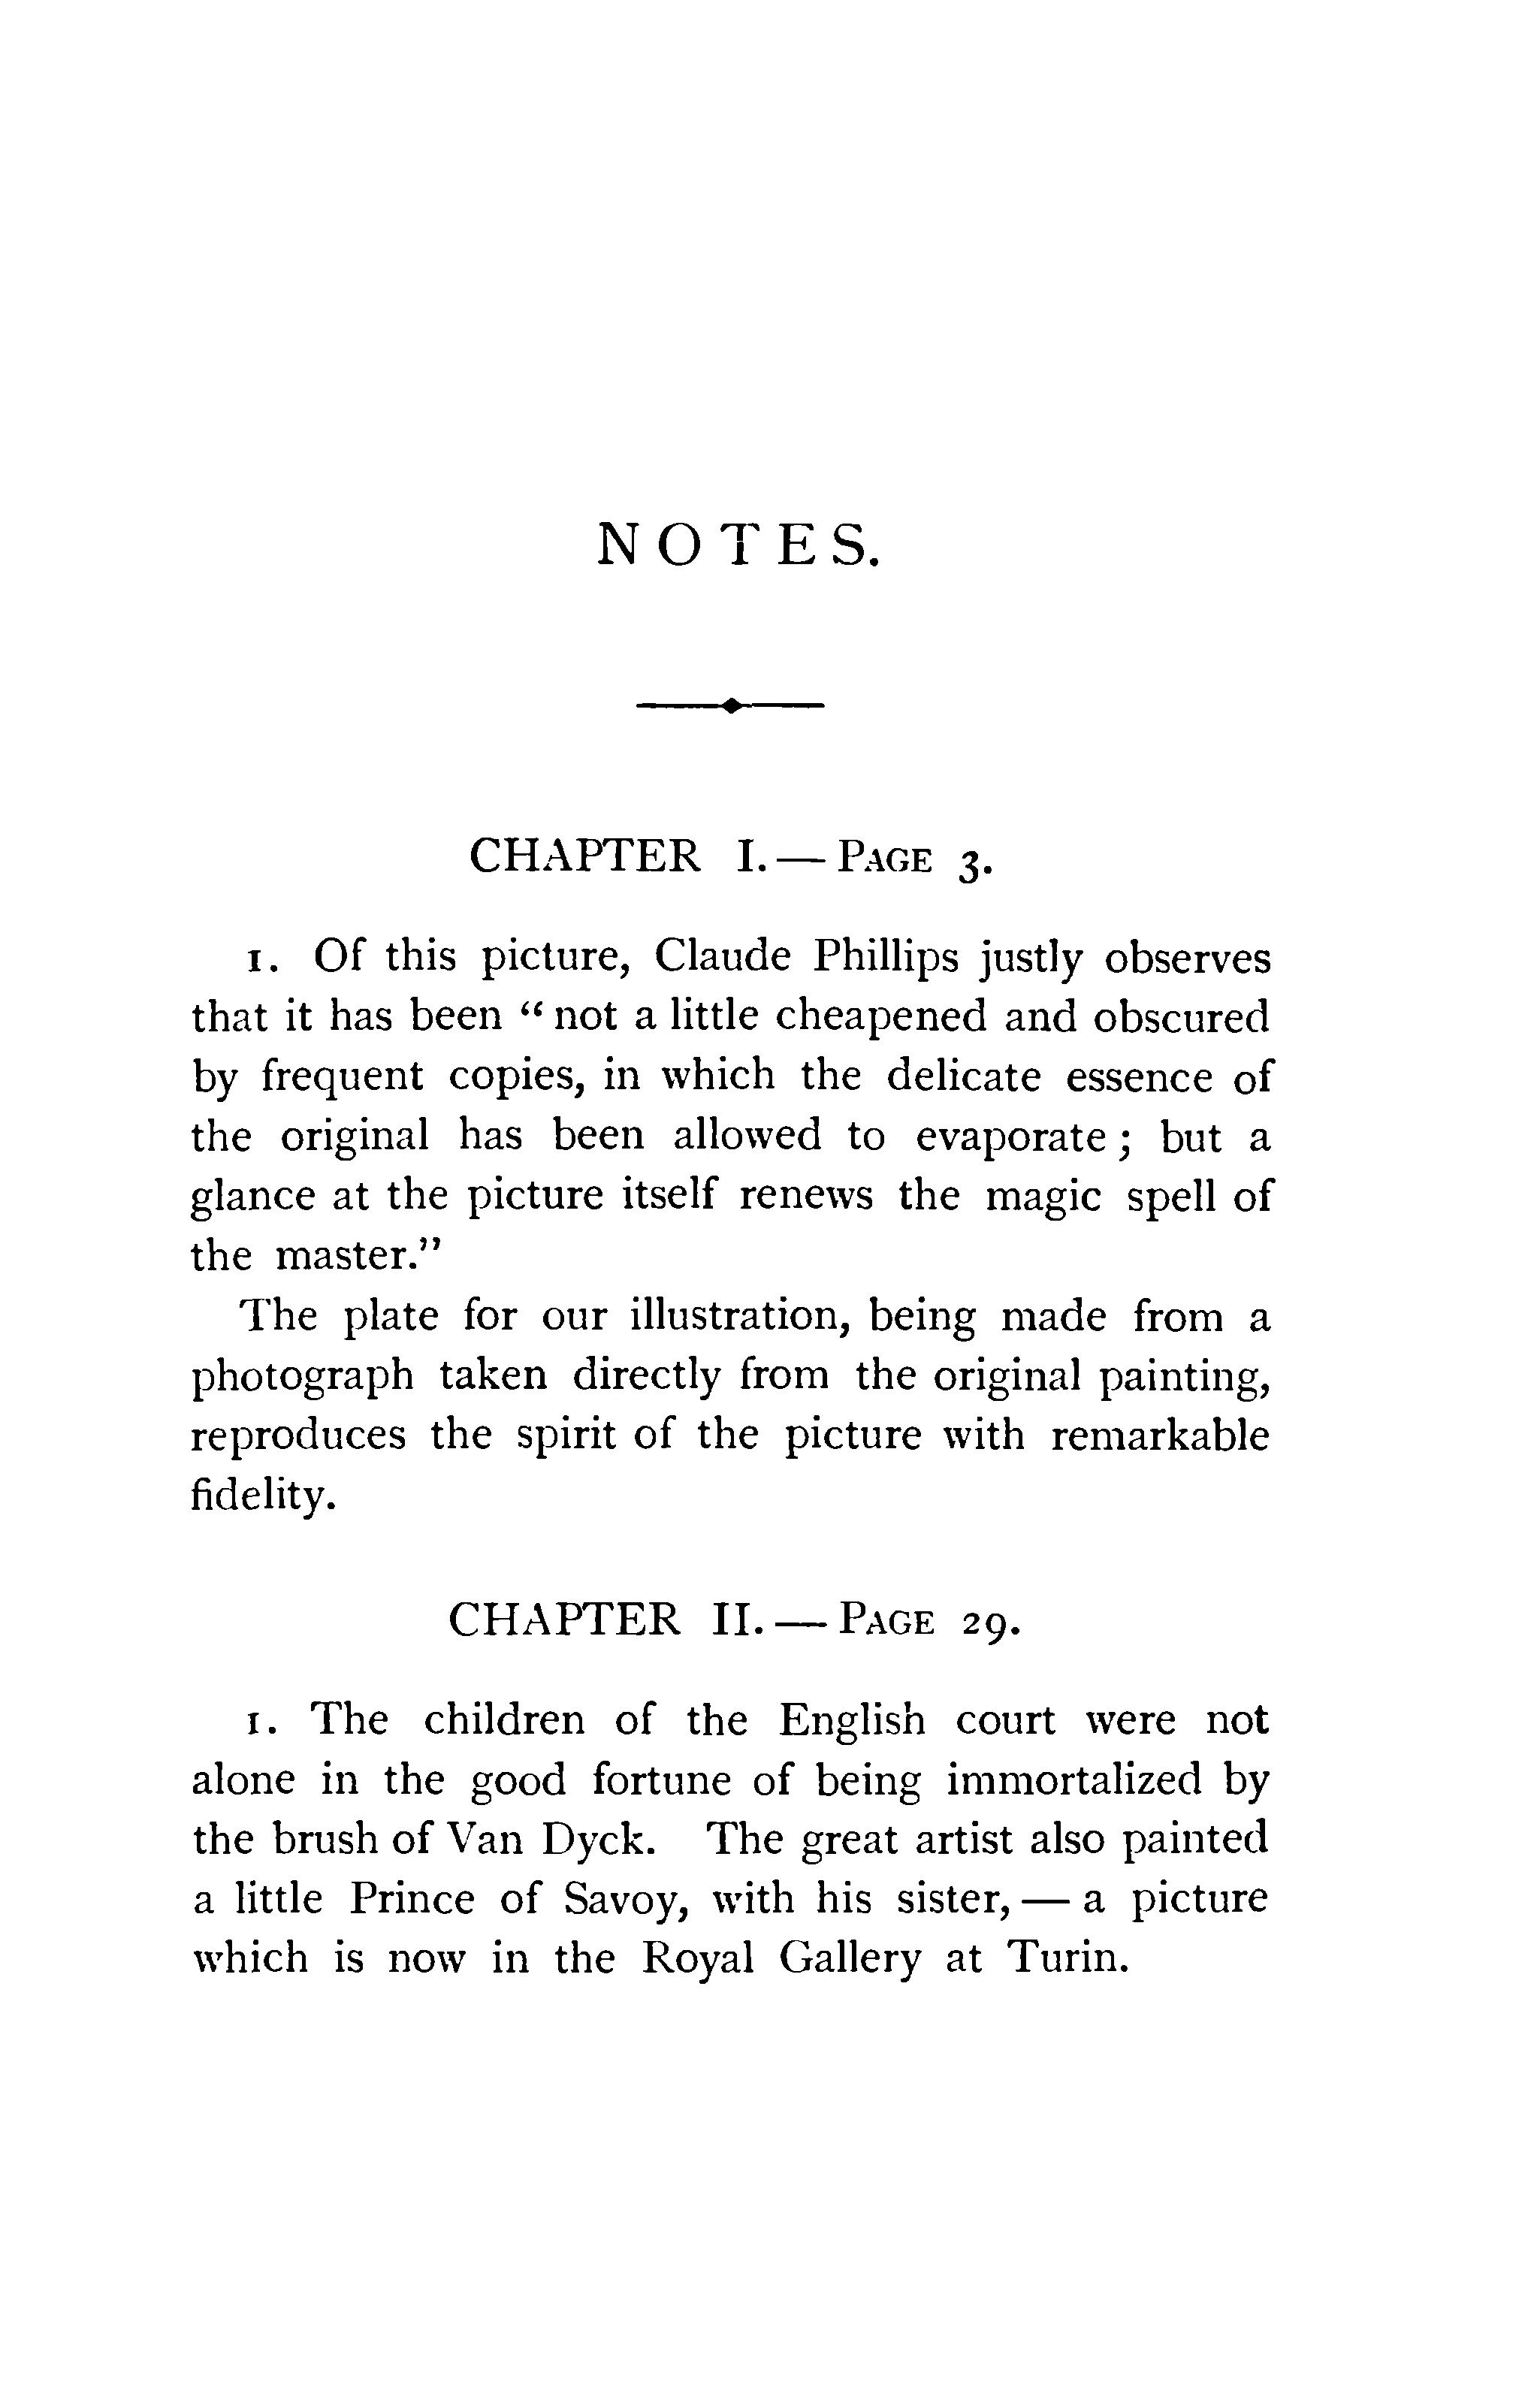 NOTES.
CHAPTER I. — PAGE 3.
1. Of this picture, Claude Phillips justly observes
that it has been “ not a little cheapened and obscured
by frequent copies, in which the delicate essence of
the original has been allowed to evaporate ; but a
glance at the picture itself renews the magic spell of
the master.”
The plate for our illustration, being made from a
photograph taken directly from the original painting,
reproduces the spirit of the picture with remarkable
fidelity.
CHAPTER II. — PAGE 29.
1. The children of the English court were not
alone in the good fortune of being immortalized by
the brush of Van Dyck. The great artist also painted
a little Prince of Savoy, with his sister, — a picture
which is now in the Royal Gallery at Turin.